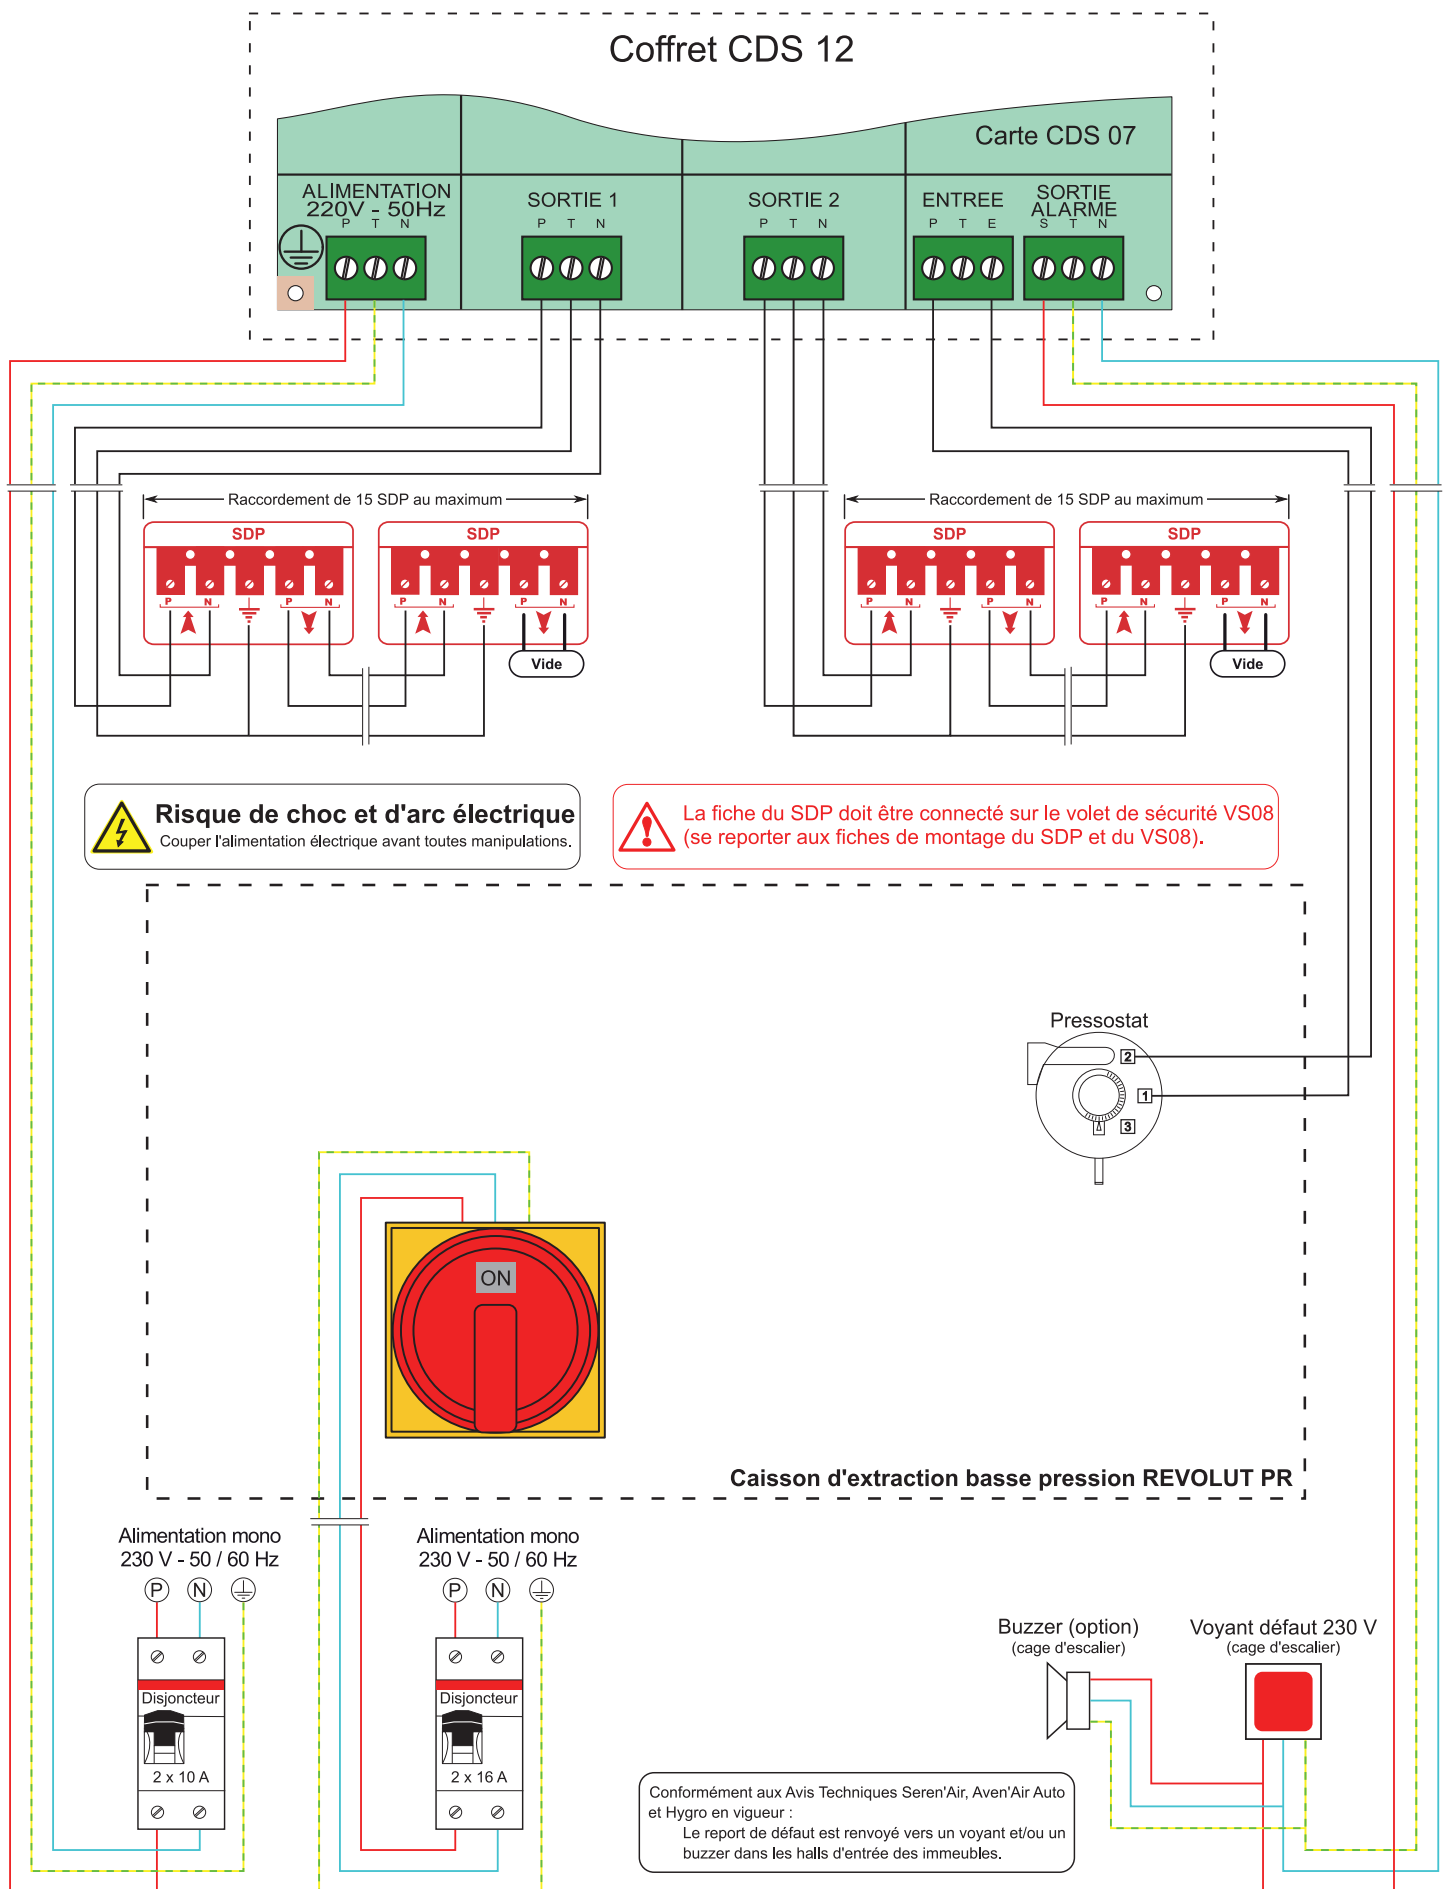 Coffret CDS 12
Carte CDS 07
ALIMENTATION
220V - 50Hz
P T N
SORTIE 1
P T N
SORTIE 2
P T N
ENTREE
P T E
SORTIE
ALARME
S T N
Raccordement de 15 SDP au maximum
SDP
P N P N
SDP
P N P N
Vide
Raccordement de 15 SDP au maximum
SDP
P N P N
SDP
P N P N
Vide
Risque de choc et d'arc électrique
Couper l'alimentation électrique avant toutes manipulations.
La fiche du SDP doit être connecté sur le volet de sécurité VS08
(se reporter aux fiches de montage du SDP et du VS08).
Pressostat
2
1
3
ON
Caisson d'extraction basse pression REVOLUT PR
Alimentation mono
230 V - 50 / 60 Hz
P N
Disjoncteur
2 x 10 A
Alimentation mono
230 V - 50 / 60 Hz
P N
Disjoncteur
2 x 16 A
Buzzer (option)
(cage d'escalier)
Voyant défaut 230 V
(cage d'escalier)
Conformément aux Avis Techniques Seren'Air, Aven'Air Auto
et Hygro en vigueur :
Le report de défaut est renvoyé vers un voyant et/ou un
buzzer dans les halls d'entrée des immeubles.